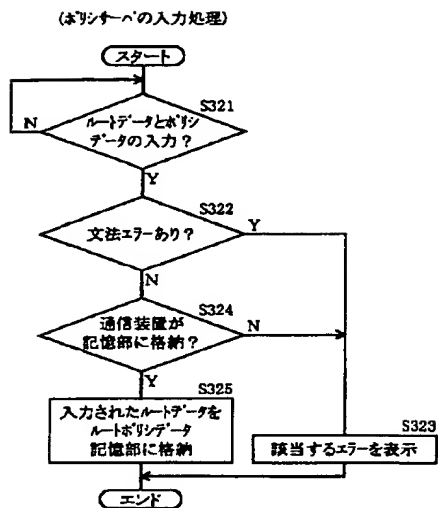 (ポリシサーバの入力処理)
スタート
S321
ルートデータとポリシ
データの入力?
N
Y
S322
文法エラーあり?
Y
N
S324
通信装置が
記憶部に格納?
N
Y
S325
入力されたルートデータを
ルートポリシデータ
記憶部に格納
S323
該当するエラーを表示
エンド